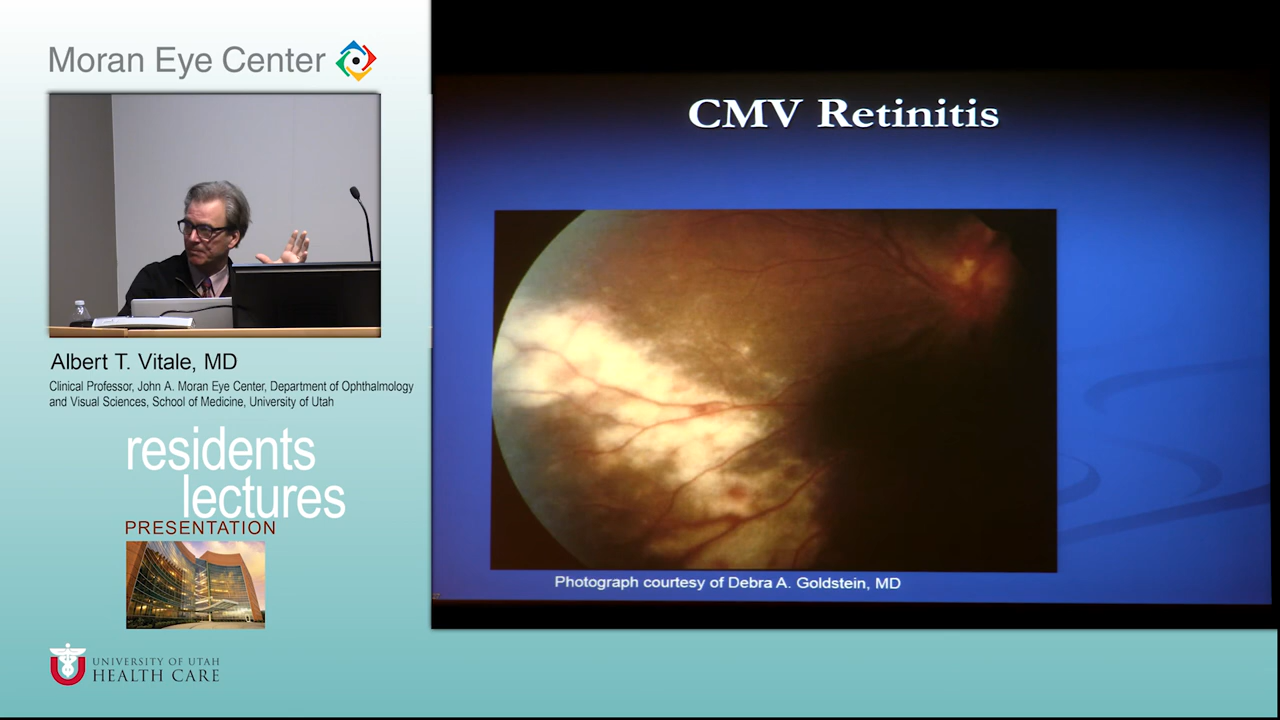 Moran Eye Center
CMV Retinitis
Photograph courtesy of Debra A. Goldstein, MD
Albert T. Vitale, MD
Clinical Professor, John A. Moran Eye Center, Department of Ophthalmology
and Visual Sciences, School of Medicine, University of Utah
residents
lectures
PRESENTATION
UNIVERSITY OF UTAH
HEALTH CARE